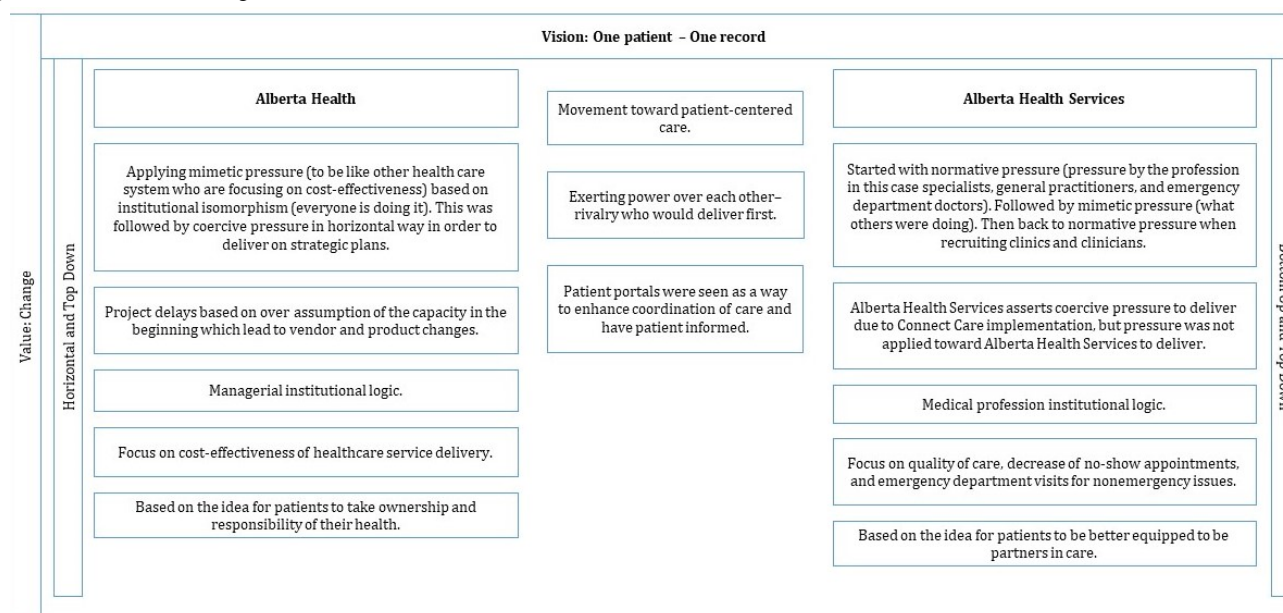 Vision: One patient – One record
Value: Change
Horizontal and Top Down
Alberta Health
Applying mimetic pressure (to be like other health care
system who are focusing on cost-effectiveness) based on
institutional isomorphism (everyone is doing it). This was
followed by coercive pressure in horizontal way in order to
deliver on strategic plans.
Project delays based on over assumption of the capacity in the
beginning which lead to vendor and product changes.
Managerial institutional logic.
Focus on cost-effectiveness of healthcare service delivery.
Based on the idea for patients to take ownership and
responsibility of their health.
Movement toward patient-centered
care.
Exerting power over each other–
rivalry who would deliver first.
Patient portals were seen as a way
to enhance coordination of care and
have patient informed.
Alberta Health Services
Started with normative pressure (pressure by the profession
in this case specialists, general practitioners, and emergency
department doctors). Followed by mimetic pressure (what
others were doing). Then back to normative pressure when
recruiting clinics and clinicians.
Alberta Health Services asserts coercive pressure to deliver
due to Connect Care implementation, but pressure was not
applied toward Alberta Health Services to deliver.
Medical profession institutional logic.
Focus on quality of care, decrease of no-show appointments,
and emergency department visits for nonemergency issues.
Based on the idea for patients to be better equipped to be
partners in care.